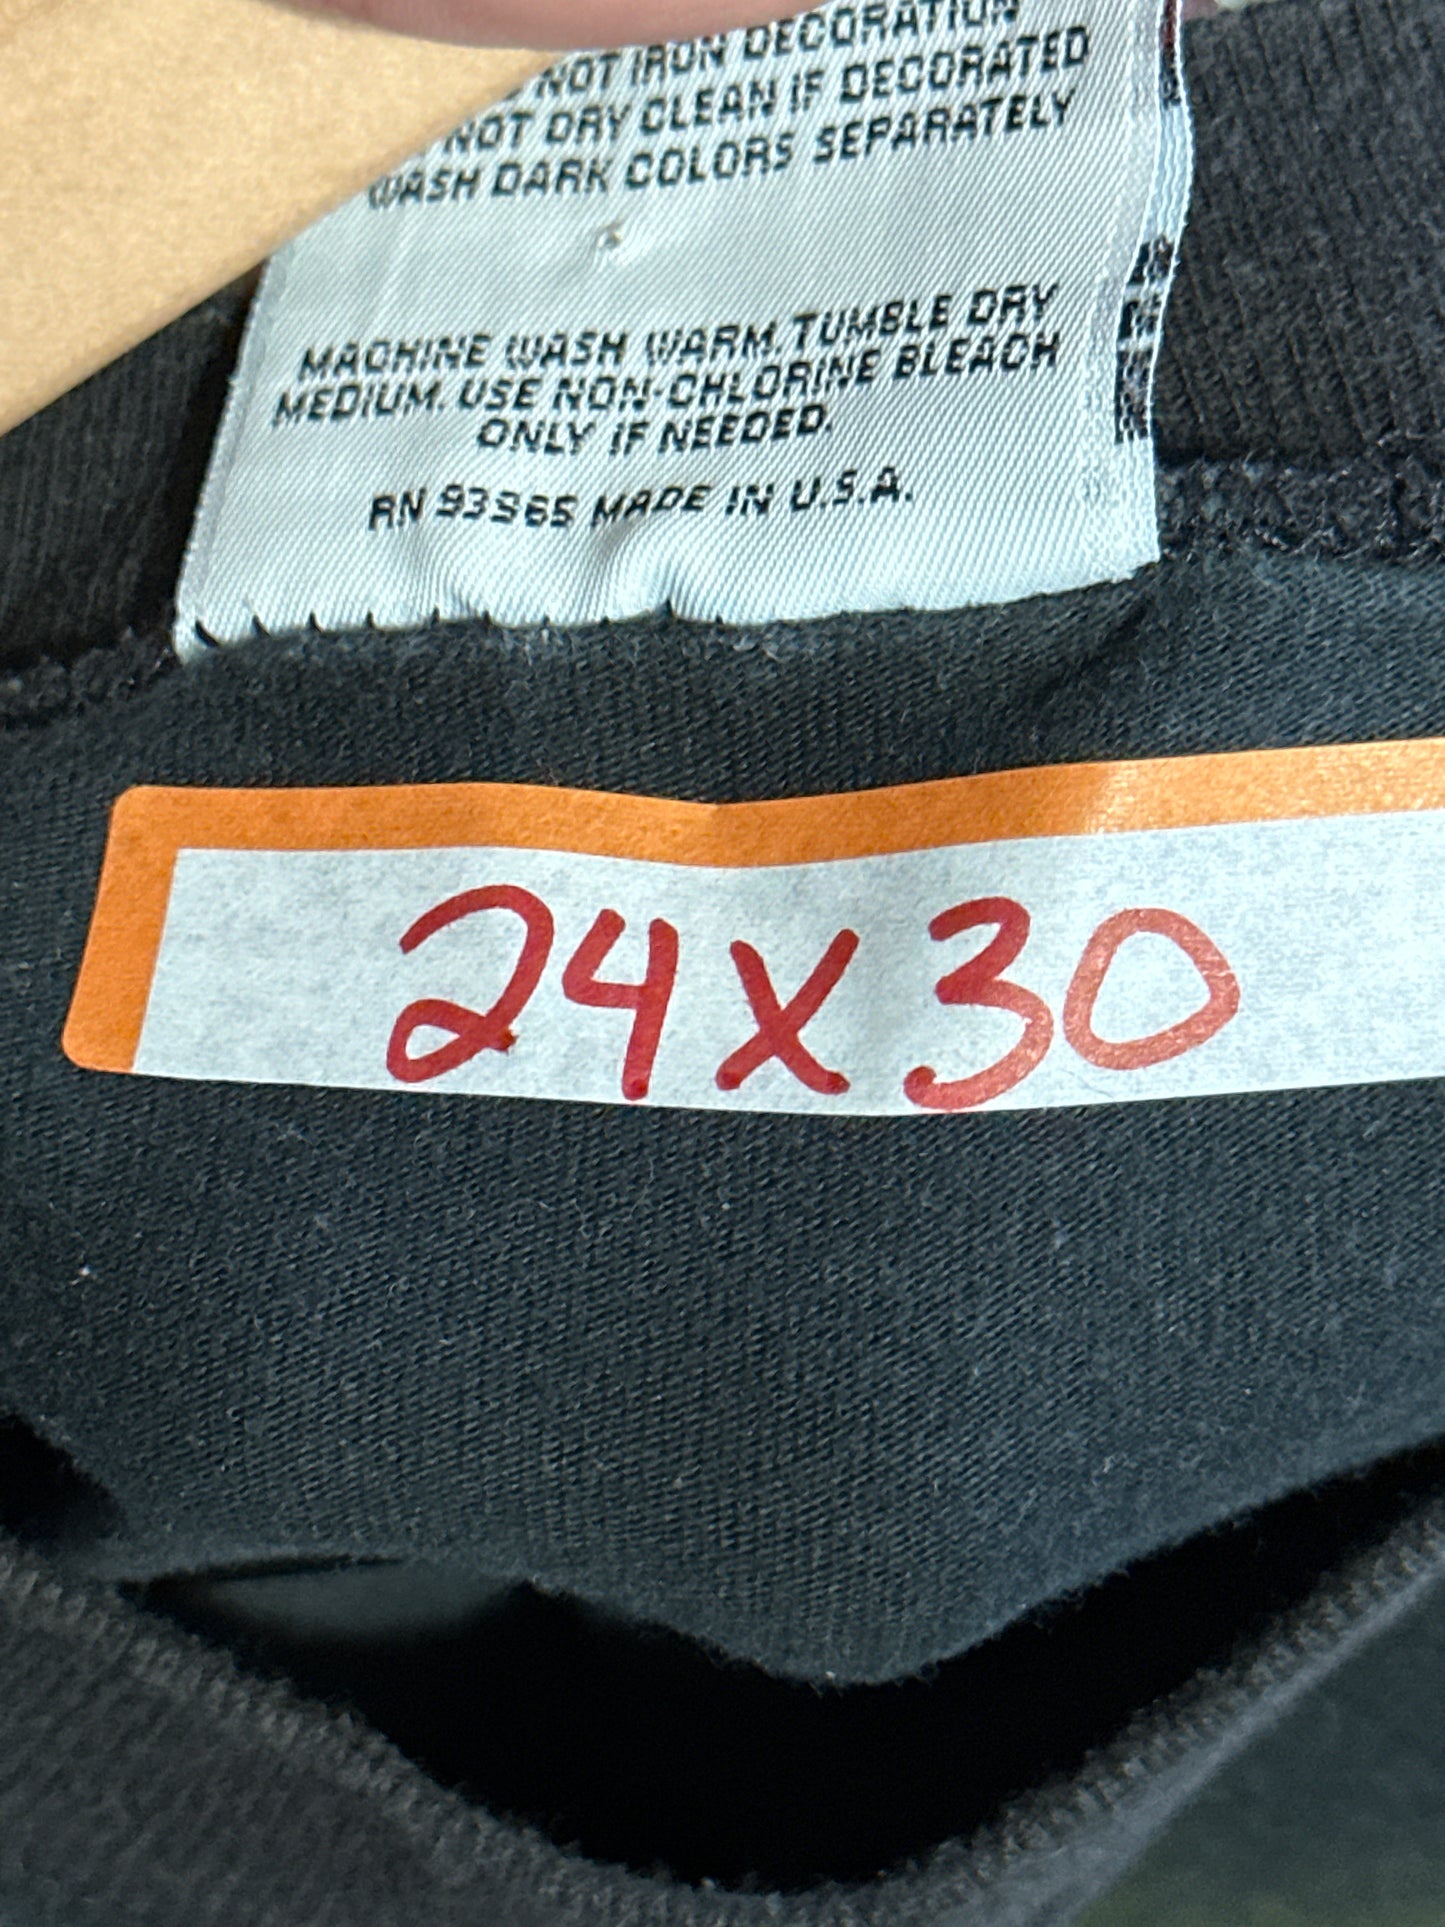 NOT IRON DECORATION
NOT DRY CLEAN IF DECORATED
WASH DARK COLORS SEPARATELY
MACHINE WASH WARM. TUMBLE DRY
MEDIUM. USE NON-CHLORINE BLEACH
ONLY IF NEEDED.
RN 93965 MADE IN U.S.A.
24X30